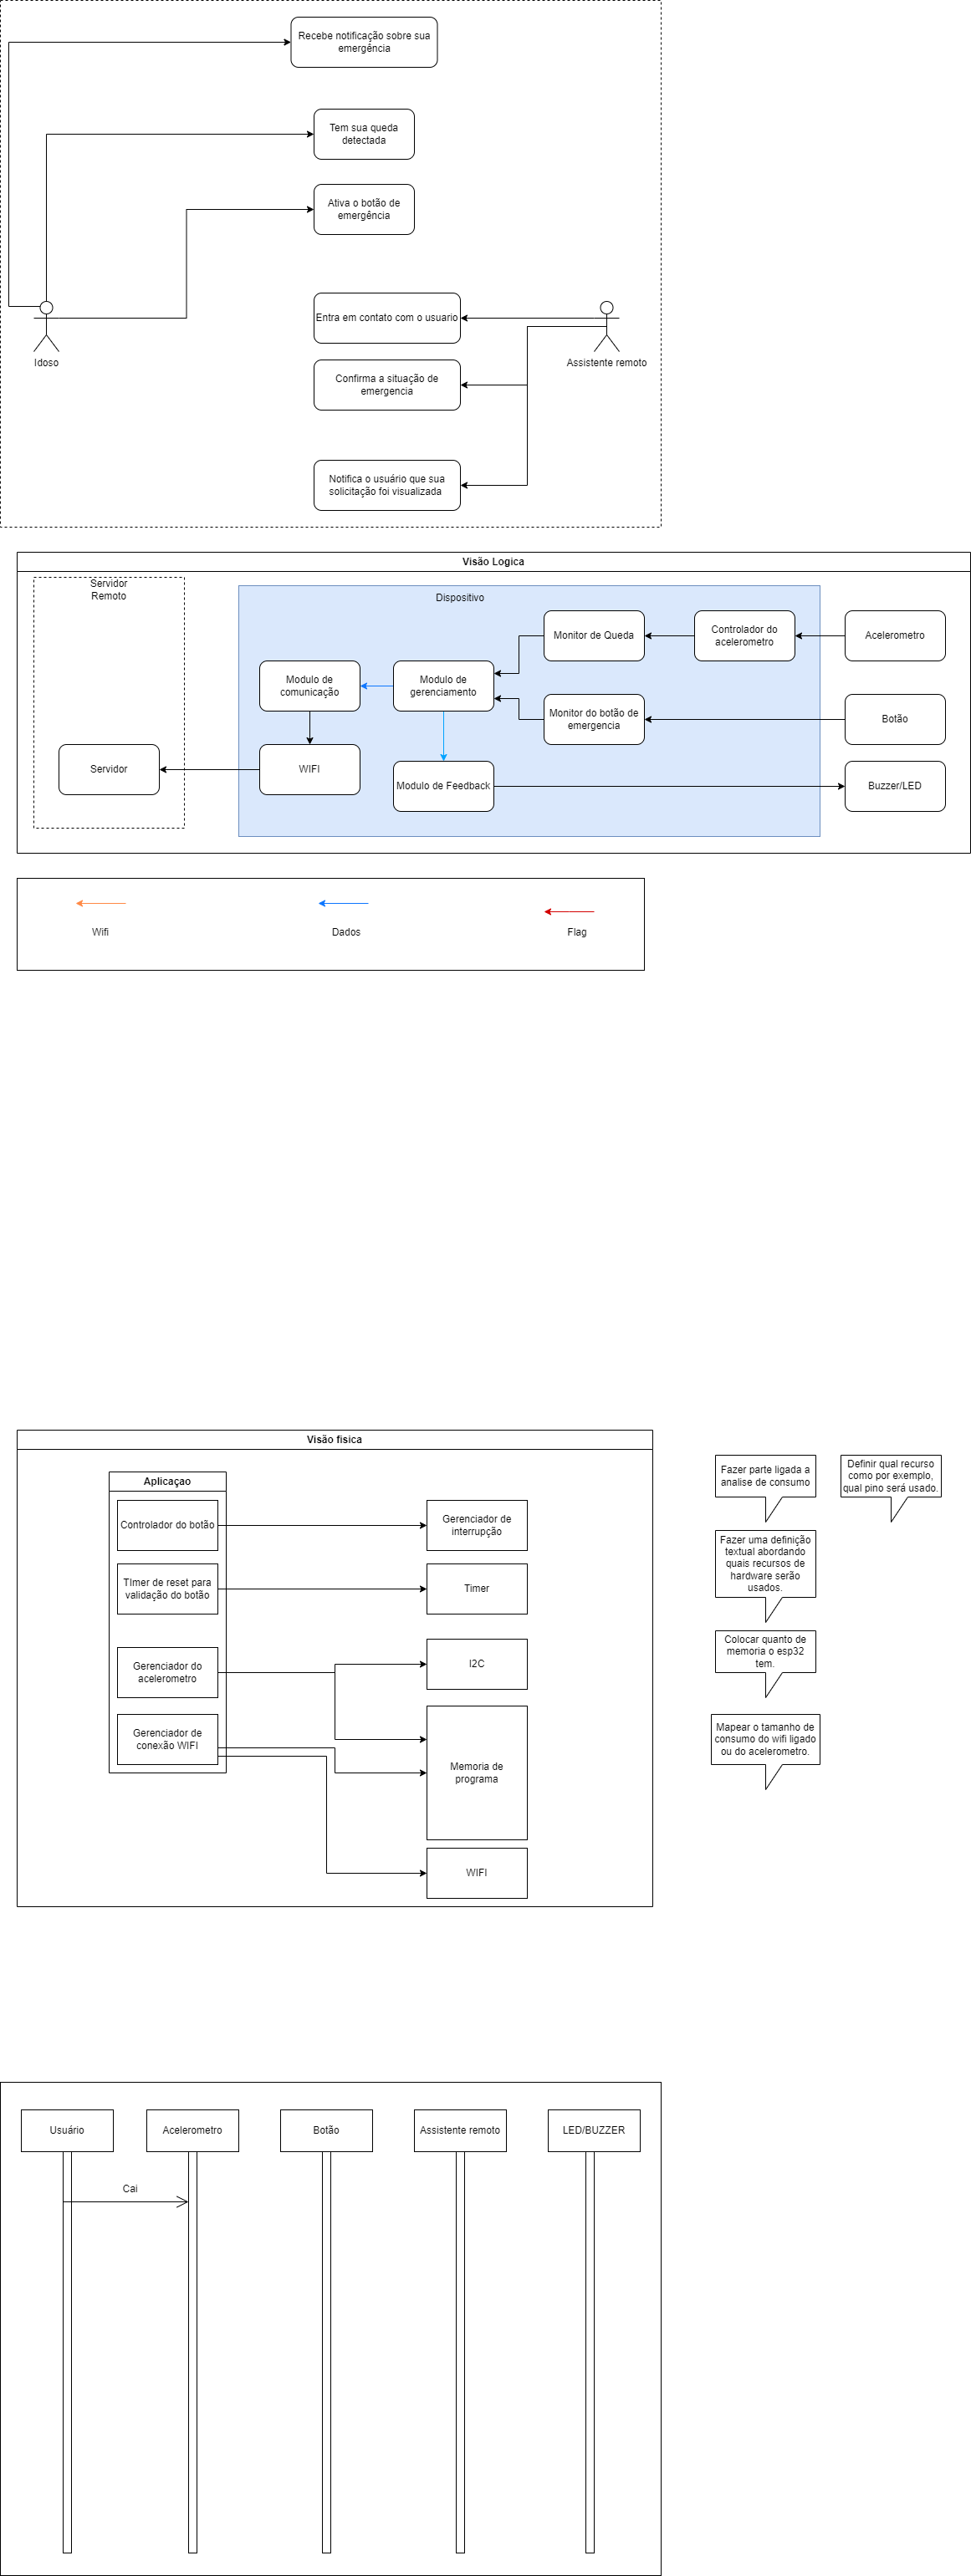 Recebe notificação sobre sua
emergência
Tem sua queda
detectada
Ativa o botão de
emergência
Entra em contato com o usuario
Idoso
Assistente remoto
Confirma a situação de
emergencia
Notifica o usuário que sua
solicitação foi visualizada
Visão Logica
Servidor
Remoto
Dispositivo
Monitor de Queda
Controlador do
acelerometro
Acelerometro
Modulo de
comunicação
Modulo de
gerenciamento
Monitor do botão de
emergencia
Botão
Servidor
WIFI
Modulo de Feedback
Buzzer/LED
Wifi
Dados
Flag
Visão fisica
Aplicaçao
Controlador do botão
Gerenciador de
interrupção
TImer de reset para
validação do botão
Timer
Gerenciador do
acelerometro
I2C
Gerenciador de
conexão WIFI
Memoria de
programa
WIFI
Fazer parte ligada a
analise de consumo
Definir qual recurso
como por exemplo,
qual pino será usado.
Fazer uma definição
textual abordando
quais recursos de
hardware serão
usados.
Colocar quanto de
memoria o esp32
tem.
Mapear o tamanho de
consumo do wifi ligado
ou do acelerometro.
Usuário
Acelerometro
Botão
Assistente remoto
LED/BUZZER
Cai